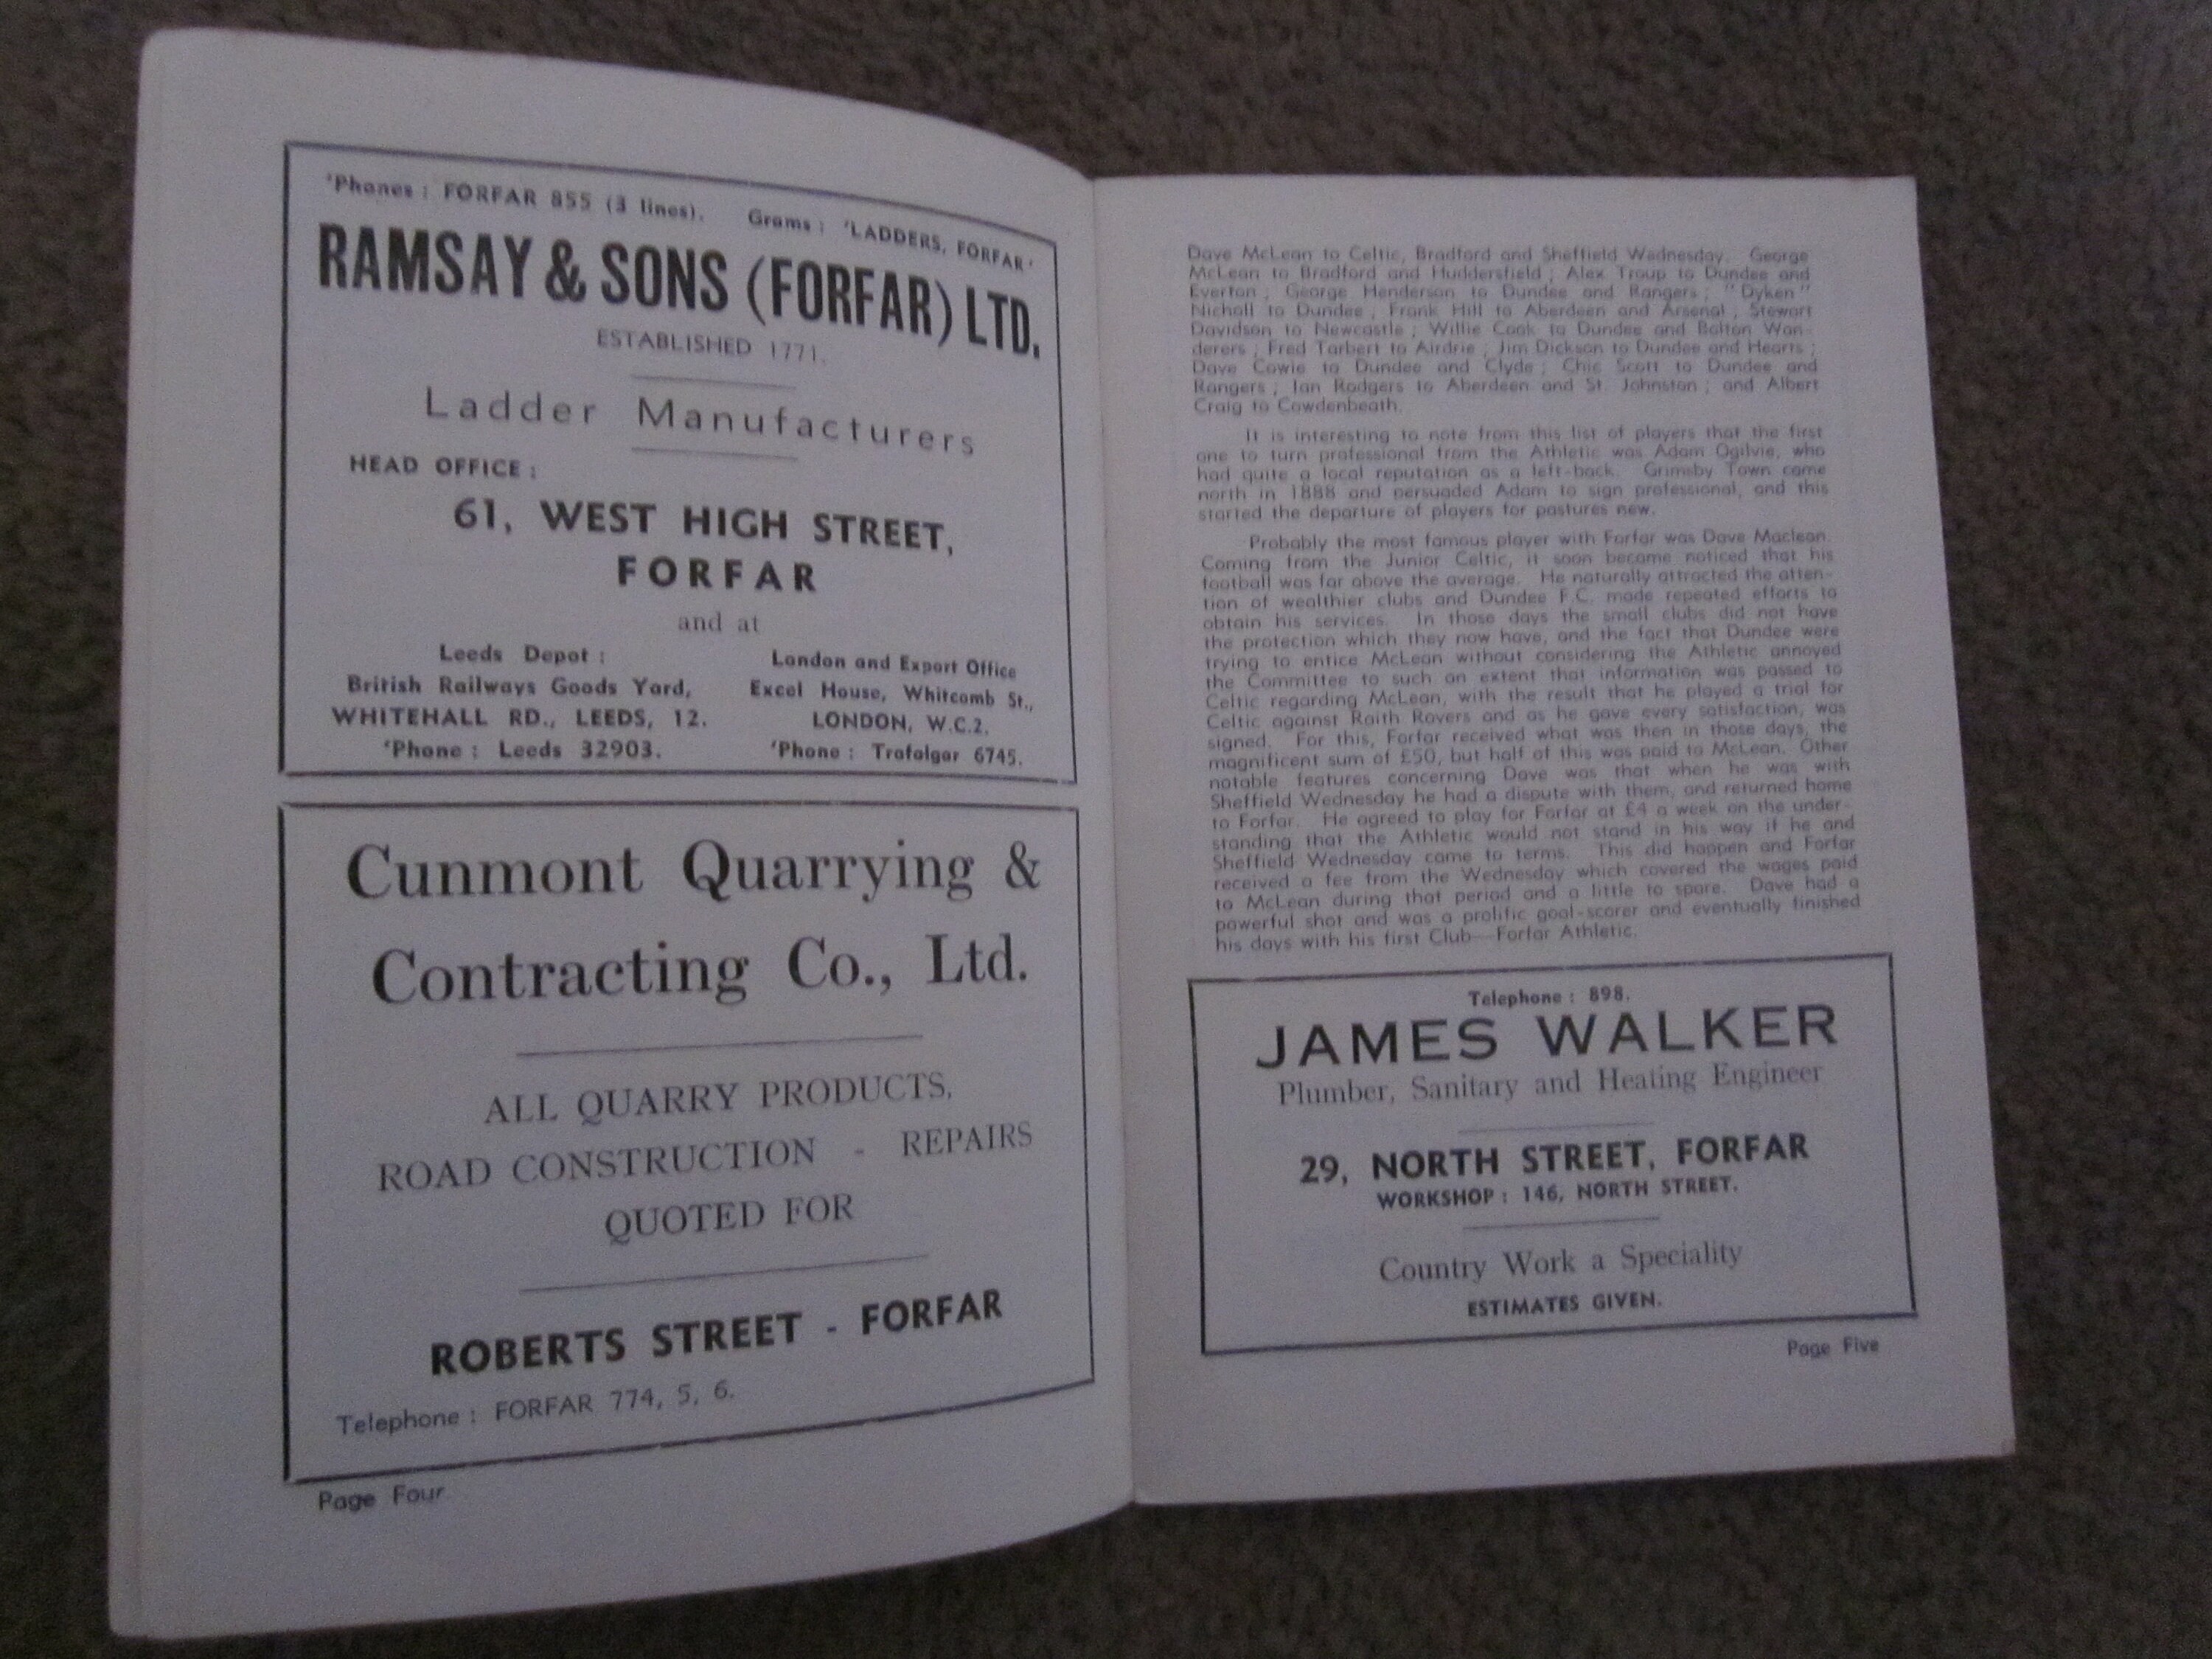 'Phones : FORFAR 855 (3 lines). Grams : 'LADDERS, FORFAR'
RAMSAY & SONS (FORFAR) LTD.
ESTABLISHED 1771.
Ladder Manufacturers
HEAD OFFICE :
61, WEST HIGH STREET,
FORFAR
and at
Leeds Depot :
British Railways Goods Yard,
WHITEHALL RD., LEEDS, 12.
'Phone : Leeds 32903.
London and Export Office
Excel House, Whitcomb St.,
LONDON, W.C.2.
'Phone : Trafalgar 6745.
Cunmont Quarrying &
Contracting Co., Ltd.
ALL QUARRY PRODUCTS,
ROAD CONSTRUCTION - REPAIRS
QUOTED FOR
ROBERTS STREET - FORFAR
Telephone : FORFAR 774, 5, 6.
Page Four
Dave McLean to Celtic, Bradford and Sheffield Wednesday. George
McLean to Bradford and Huddersfield ; Alex Troup to Dundee and
Everton ; George Henderson to Dundee and Rangers ; "Dyken"
Nicholl to Dundee ; Frank Hill to Aberdeen and Arsenal ; Stewart
Davidson to Newcastle ; Willie Cook to Dundee and Bolton Wan-
derers ; Fred Tarbert to Airdrie ; Jim Dickson to Dundee and Hearts ;
Dave Cowie to Dundee and Clyde ; Chic Scott to Dundee and
Rangers ; Ian Rodgers to Aberdeen and St. Johnston ; and Albert
Craig to Cowdenbeath.
It is interesting to note from this list of players that the first
one to turn professional from the Athletic was Adam Ogilvie, who
had quite a local reputation as a left-back. Grimsby Town came
north in 1888 and persuaded Adam to sign professional, and this
started the departure of players for pastures new.
Probably the most famous player with Forfar was Dave Maclean.
Coming from the Junior Celtic, it soon became noticed that his
football was far above the average. He naturally attracted the atten-
tion of wealthier clubs and Dundee F.C. made repeated efforts to
obtain his services. In those days the small clubs did not have
the protection which they now have, and the fact that Dundee were
trying to entice McLean without considering the Athletic annoyed
the Committee to such an extent that information was passed to
Celtic regarding McLean, with the result that he played a trial for
Celtic against Raith Rovers and as he gave every satisfaction, was
signed. For this, Forfar received what was then in those days, the
magnificent sum of £50, but half of this was paid to McLean. Other
notable features concerning Dave was that when he was with
Sheffield Wednesday he had a dispute with them, and returned home
to Forfar. He agreed to play for Forfar at £4 a week on the under-
standing that the Athletic would not stand in his way if he and
Sheffield Wednesday came to terms. This did happen and Forfar
received a fee from the Wednesday which covered the wages paid
to McLean during that period and a little to spare. Dave had a
powerful shot and was a prolific goal-scorer and eventually finished
his days with his first Club—Forfar Athletic.
Telephone : 898.
JAMES WALKER
Plumber, Sanitary and Heating Engineer
29, NORTH STREET, FORFAR
WORKSHOP : 146, NORTH STREET.
Country Work a Speciality
ESTIMATES GIVEN.
Page Five